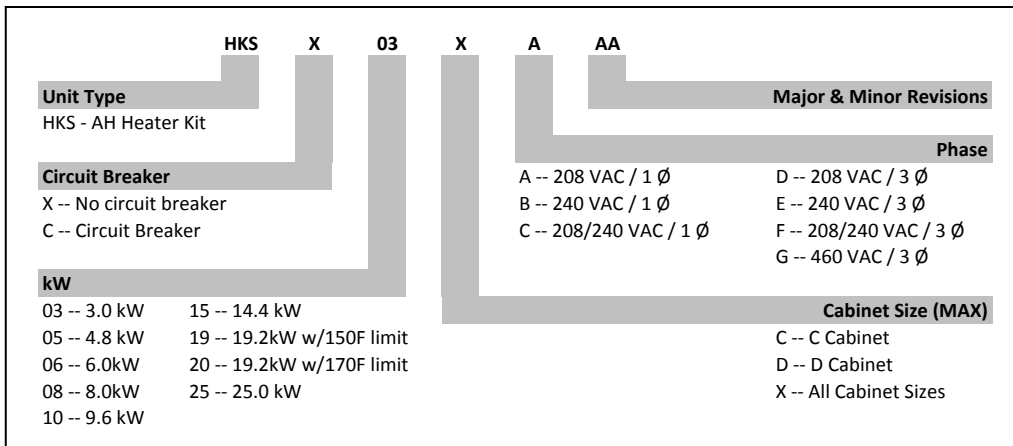 HKS X 03 X A AA
Unit Type
HKS - AH Heater Kit
Major & Minor Revisions
Phase
A -- 208 VAC / 1 Ø
B -- 240 VAC / 1 Ø
C -- 208/240 VAC / 1 Ø
D -- 208 VAC / 3 Ø
E -- 240 VAC / 3 Ø
F -- 208/240 VAC / 3 Ø
G -- 460 VAC / 3 Ø
Circuit Breaker
X -- No circuit breaker
C -- Circuit Breaker
kW
03 -- 3.0 kW
05 -- 4.8 kW
06 -- 6.0kW
08 -- 8.0kW
10 -- 9.6 kW
15 -- 14.4 kW
19 -- 19.2kW w/150F limit
20 -- 19.2kW w/170F limit
25 -- 25.0 kW
Cabinet Size (MAX)
C -- C Cabinet
D -- D Cabinet
X -- All Cabinet Sizes